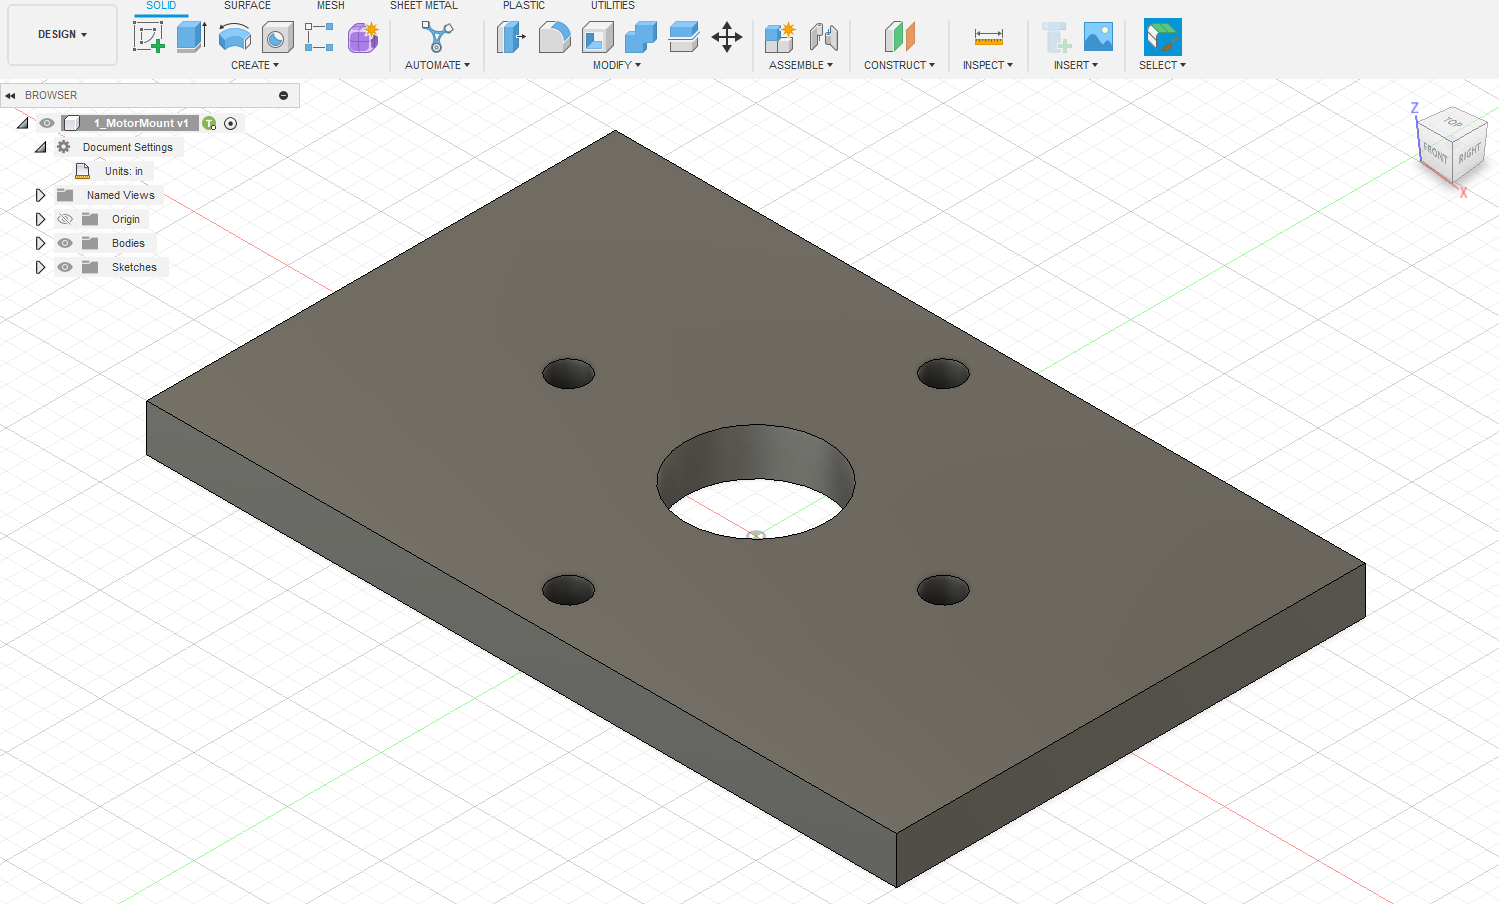 SOLID SURFACE MESH SHEET METAL PLASTIC UTILITIES
DESIGN
CREATE AUTOMATE MODIFY ASSEMBLE CONSTRUCT INSPECT INSERT SELECT
BROWSER
1_MotorMount v1
Document Settings
Units: in
Named Views
Origin
Bodies
Sketches
Z
TOP
FRONT
RIGHT
X